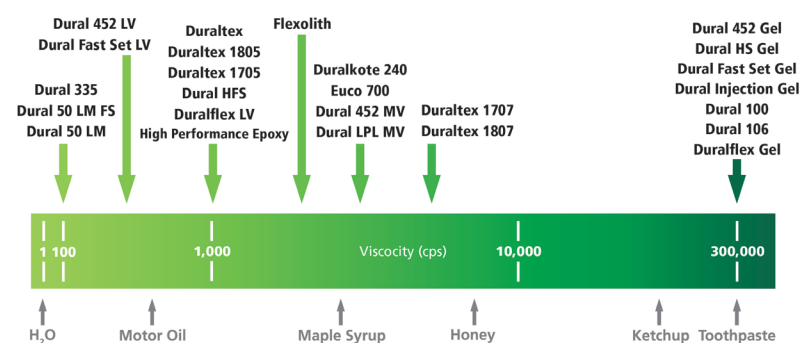 Dural 335
Dural 50 LM FS
Dural 50 LM
Dural 452 LV
Dural Fast Set LV
Duraltex
Duraltex 1805
Duraltex 1705
Dural HFS
Duralflex LV
High Performance Epoxy
Flexolith
Duralkote 240
Euco 700
Dural 452 MV
Dural LPL MV
Duraltex 1707
Duraltex 1807
Dural 452 Gel
Dural HS Gel
Dural Fast Set Gel
Dural Injection Gel
Dural 100
Dural 106
Duralflex Gel
1 100 1,000 Viscocity (cps) 10,000 300,000
H₂O Motor Oil Maple Syrup Honey Ketchup Toothpaste